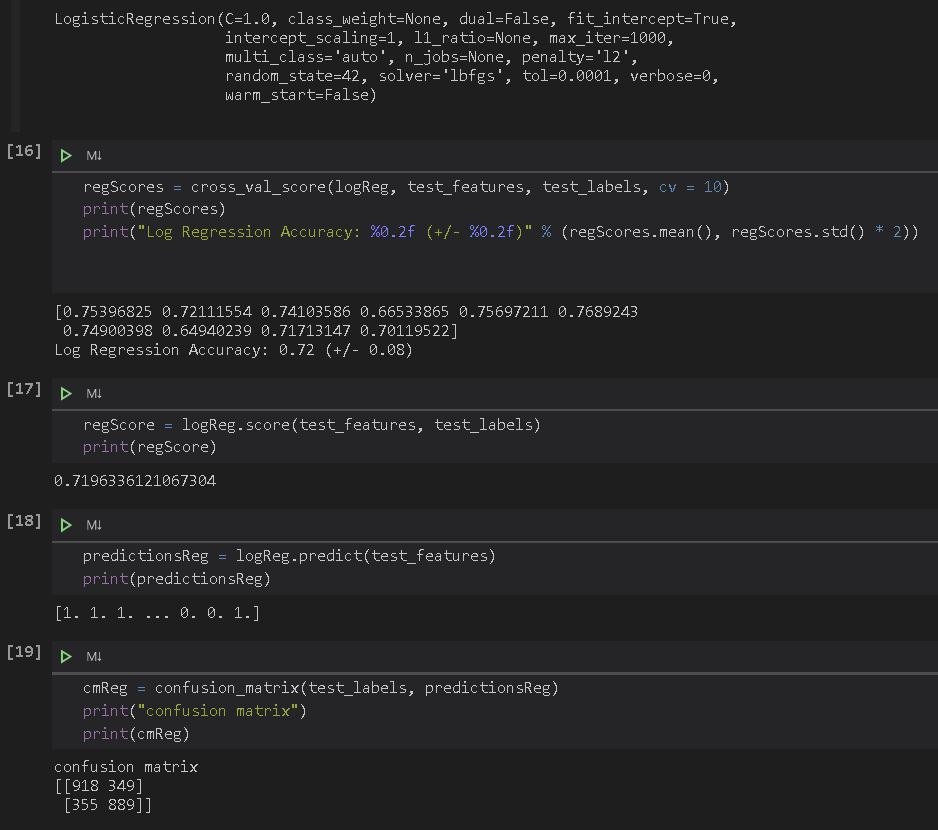 LogisticRegression(C=1.0, class_weight=None, dual=False, fit_intercept=True,
intercept_scaling=1, l1_ratio=None, max_iter=1000,
multi_class='auto', n_jobs=None, penalty='l2',
random_state=42, solver='lbfgs', tol=0.0001, verbose=0,
warm_start=False)
[16] M↓
regScores = cross_val_score(logReg, test_features, test_labels, cv = 10)
print(regScores)
print("Log Regression Accuracy: %0.2f (+/- %0.2f)" % (regScores.mean(), regScores.std() * 2))
[0.75396825 0.72111554 0.74103586 0.66533865 0.75697211 0.7689243
0.74900398 0.64940239 0.71713147 0.70119522]
Log Regression Accuracy: 0.72 (+/- 0.08)
[17] M↓
regScore = logReg.score(test_features, test_labels)
print(regScore)
0.7196336121067304
[18] M↓
predictionsReg = logReg.predict(test_features)
print(predictionsReg)
[1. 1. 1. ... 0. 0. 1.]
[19] M↓
cmReg = confusion_matrix(test_labels, predictionsReg)
print("confusion matrix")
print(cmReg)
confusion matrix
[[918 349]
[355 889]]